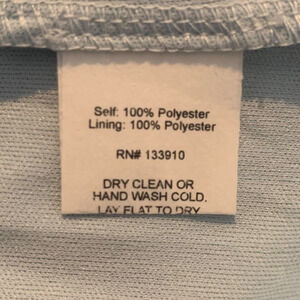 Self: 100% Polyester
Lining: 100% Polyester
RN# 133910
DRY CLEAN OR
HAND WASH COLD.
LAY FLAT TO DRY